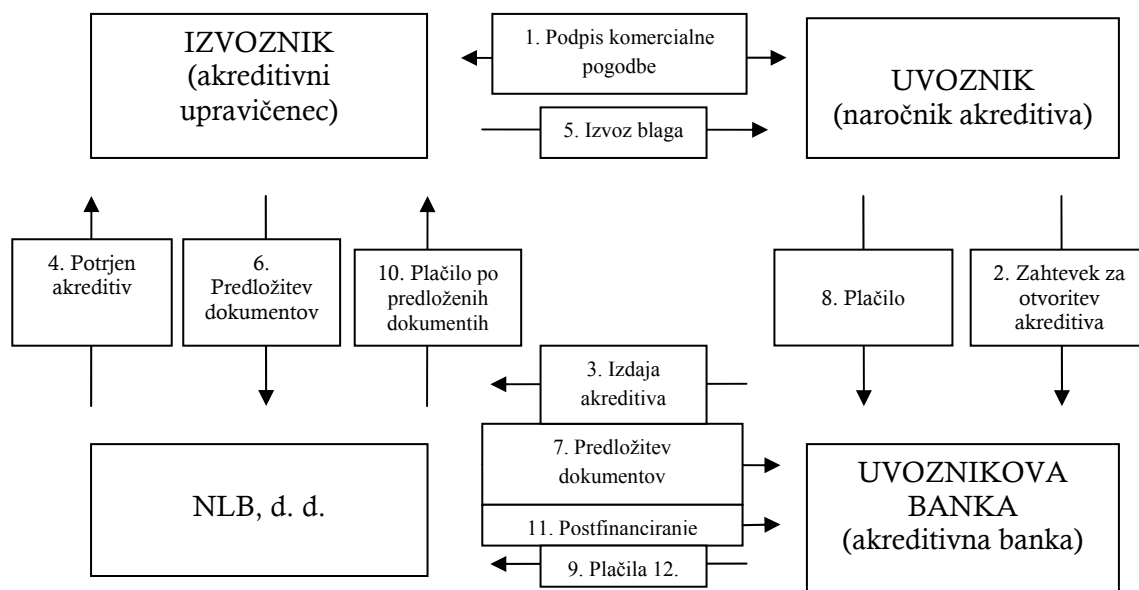 IZVOZNIK
(akreditivni
upravičenec)
1. Podpis komercialne
pogodbe
UVOZNIK
(naročnik akreditiva)
5. Izvoz blaga
4. Potrjen
akreditiv
6.
Predložitev
dokumentov
10. Plačilo po
predloženih
dokumentih
8. Plačilo
2. Zahtevek za
otvoritev
akreditiva
3. Izdaja
akreditiva
7. Predložitev
dokumentov
11. Postfinanciranje
9. Plačila 12.
NLB, d. d.
UVOZNIKOVA
BANKA
(akreditivna banka)